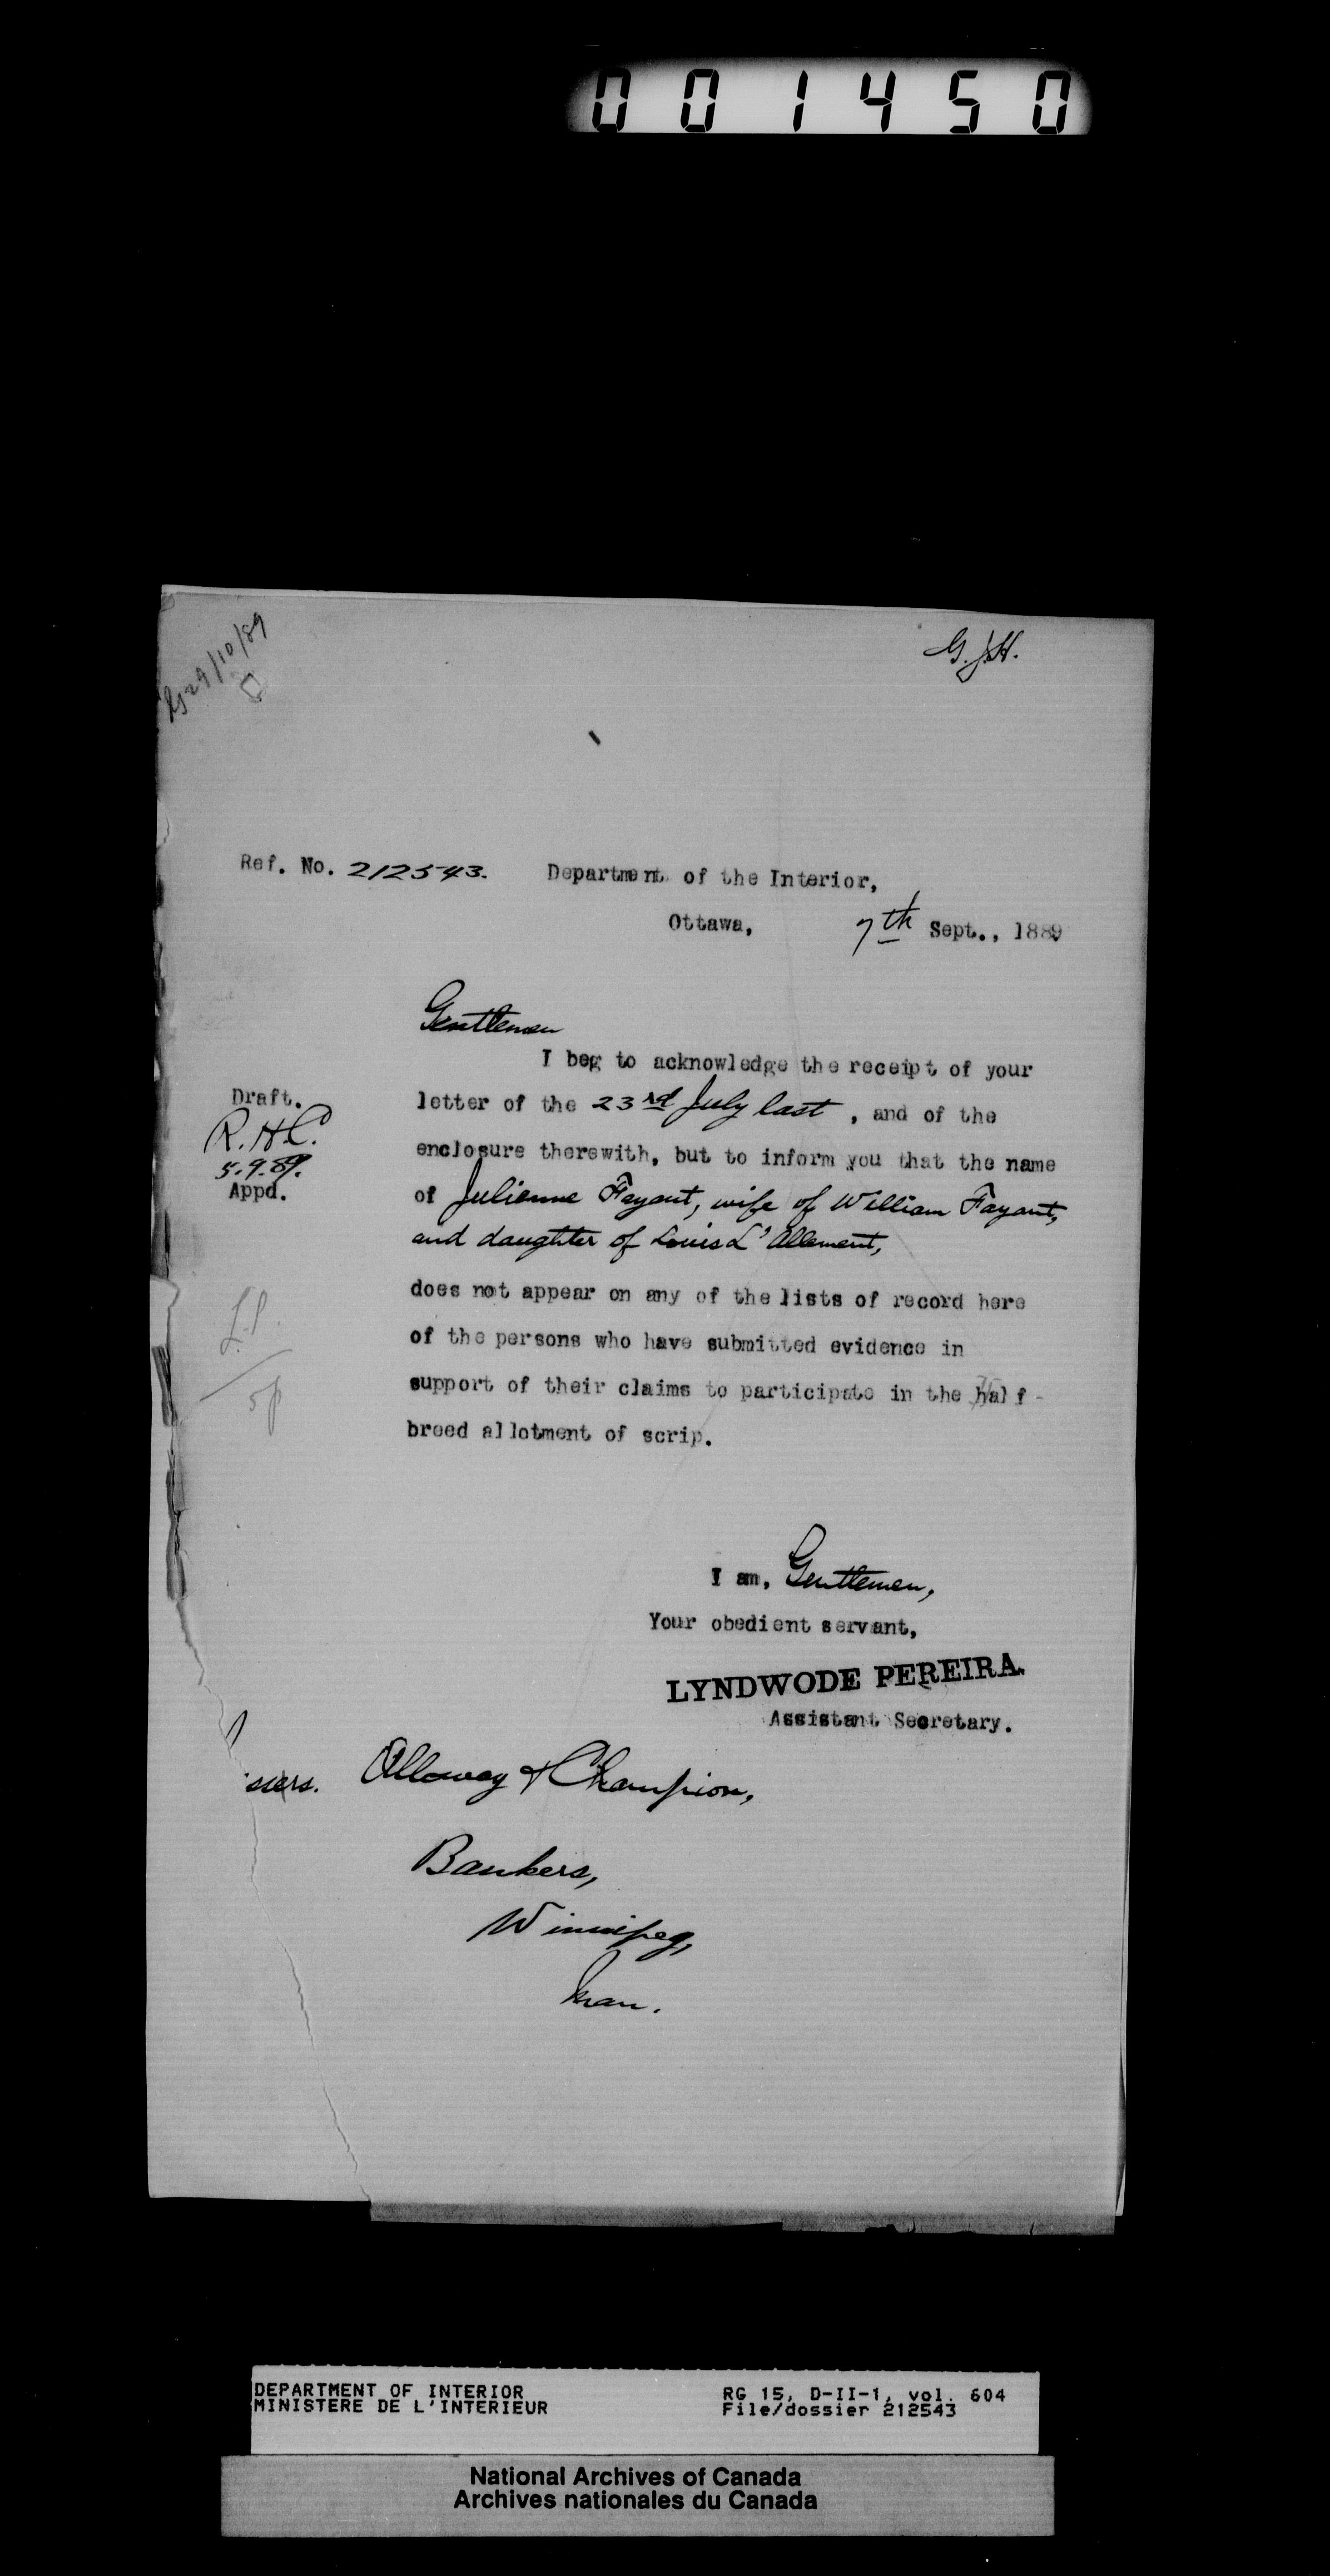 001450
29/10/89
G.J.H.
Ref. No. 212543. Department of the Interior,
Ottawa, 7th Sept., 1889
Gentlemen
I beg to acknowledge the receipt of your
letter of the 23rd July last, and of the
enclosure therewith, but to inform you that the name
of Julienne Fayant, wife of William Fayant,
and daughter of Louis L'Allement,
does not appear on any of the lists of record here
of the persons who have submitted evidence in
support of their claims to participate in the half-
breed allotment of scrip.
Draft.
R.H.C.
5.9.89.
Appd.
I am, Gentlemen,
Your obedient servant,
LYNDWODE PEREIRA.
Assistant Secretary.
Alloway & Champion,
Bankers,
Winnipeg,
Man.
DEPARTMENT OF INTERIOR
MINISTERE DE L'INTERIEUR
RG 15, D-II-1, vol. 604
File/dossier 212543
National Archives of Canada
Archives nationales du Canada